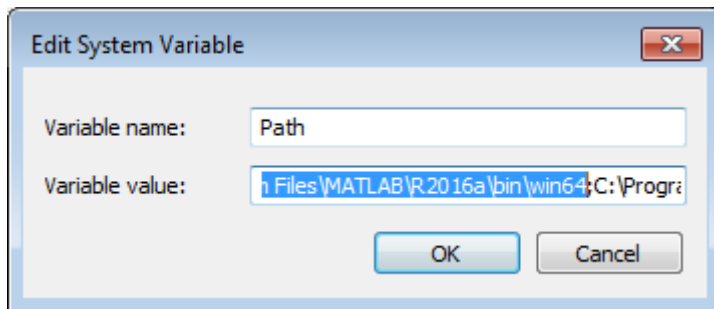 Edit System Variable
Variable name: Path
Variable value: n Files\MATLAB\R2016a\bin\win64;C:\Progra
OK Cancel